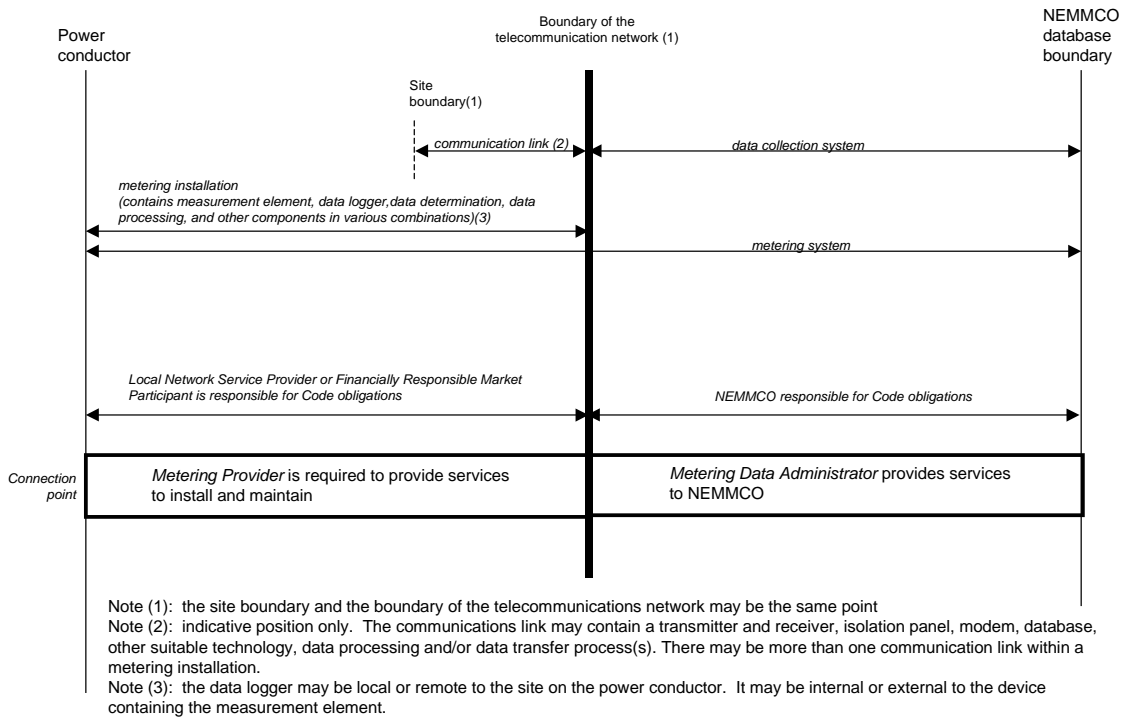 Power
conductor
Boundary of the
telecommunication network (1)
NEMMCO
database
boundary
Site
boundary(1)
communication link (2)
data collection system
metering installation
(contains measurement element, data logger,data determination, data
processing, and other components in various combinations)(3)
metering system
Local Network Service Provider or Financially Responsible Market
Participant is responsible for Code obligations
NEMMCO responsible for Code obligations
Connection
point
Metering Provider is required to provide services
to install and maintain
Metering Data Administrator provides services
to NEMMCO
Note (1): the site boundary and the boundary of the telecommunications network may be the same point
Note (2): indicative position only. The communications link may contain a transmitter and receiver, isolation panel, modem, database,
other suitable technology, data processing and/or data transfer process(s). There may be more than one communication link within a
metering installation.
Note (3): the data logger may be local or remote to the site on the power conductor. It may be internal or external to the device
containing the measurement element.